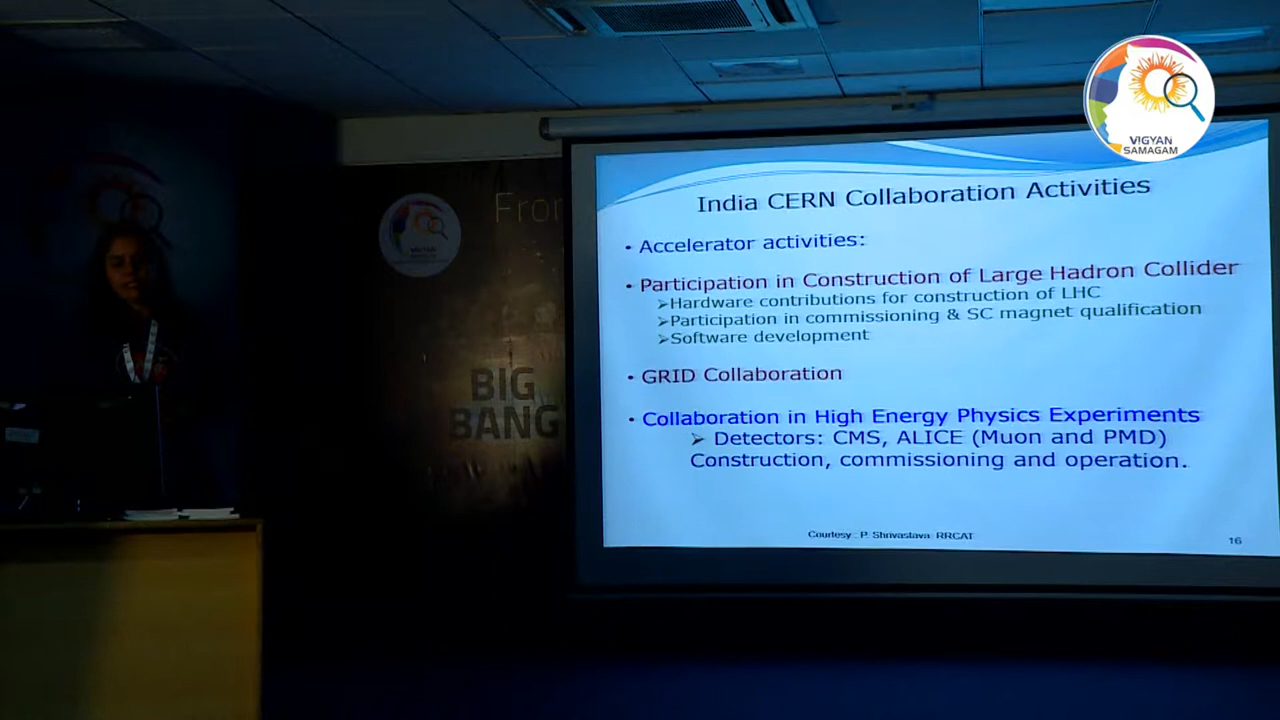 VIGYAN
SAMAGAM
From
VIGYAN
BIG
BANG
India CERN Collaboration Activities
• Accelerator activities:
• Participation in Construction of Large Hadron Collider
➢Hardware contributions for construction of LHC
➢Participation in commissioning & SC magnet qualification
➢Software development
• GRID Collaboration
• Collaboration in High Energy Physics Experiments
➢ Detectors: CMS, ALICE (Muon and PMD)
Construction, commissioning and operation.
Courtesy : P. Shrivastava RRCAT
16